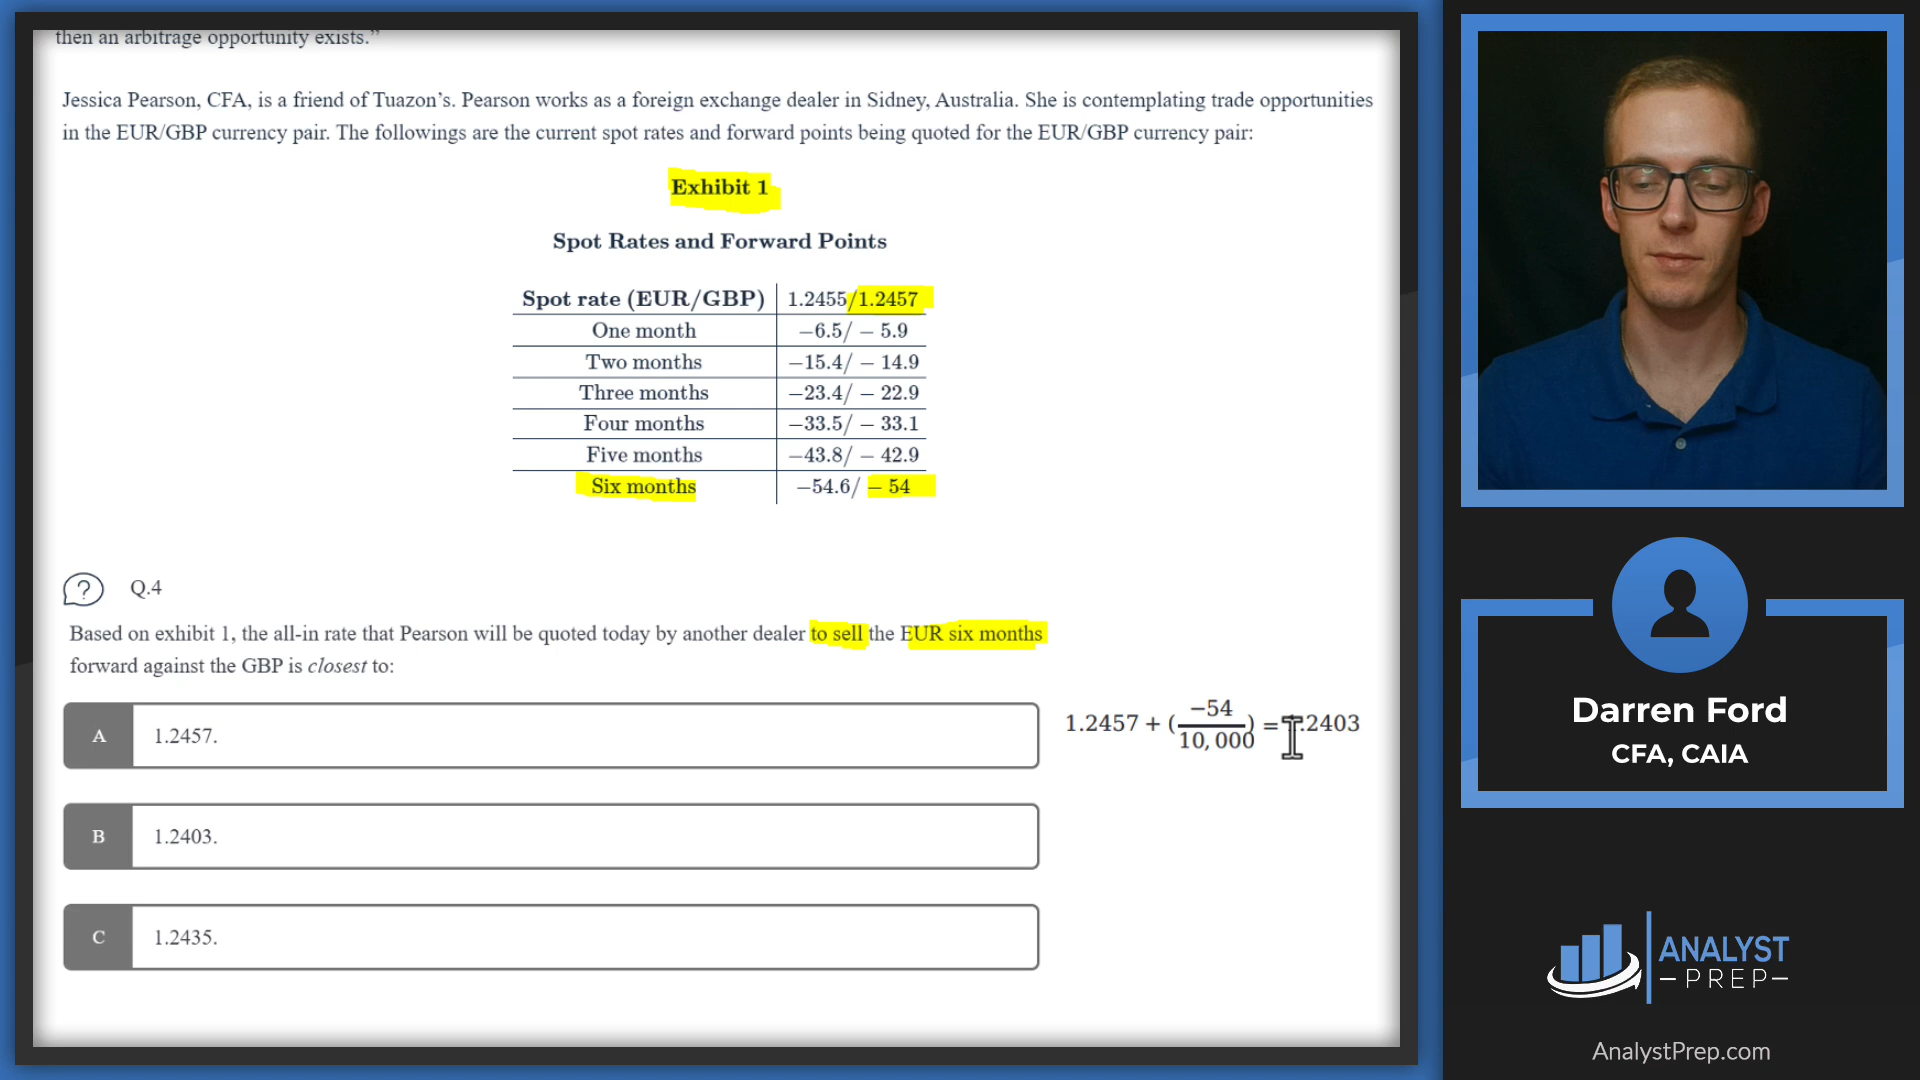 then an arbitrage opportunity exists.”
Jessica Pearson, CFA, is a friend of Tuazon’s. Pearson works as a foreign exchange dealer in Sidney, Australia. She is contemplating trade opportunities
in the EUR/GBP currency pair. The followings are the current spot rates and forward points being quoted for the EUR/GBP currency pair:
Exhibit 1
Spot Rates and Forward Points
Spot rate (EUR/GBP) 1.2455/1.2457
One month −6.5/ − 5.9
Two months −15.4/ − 14.9
Three months −23.4/ − 22.9
Four months −33.5/ − 33.1
Five months −43.8/ − 42.9
Six months −54.6/ − 54
? Q.4
Based on exhibit 1, the all-in rate that Pearson will be quoted today by another dealer to sell the EUR six months
forward against the GBP is closest to:
A 1.2457.
1.2457 + (−54/10,000) = 1.2403
B 1.2403.
C 1.2435.
Darren Ford
CFA, CAIA
ANALYST
PREP
AnalystPrep.com